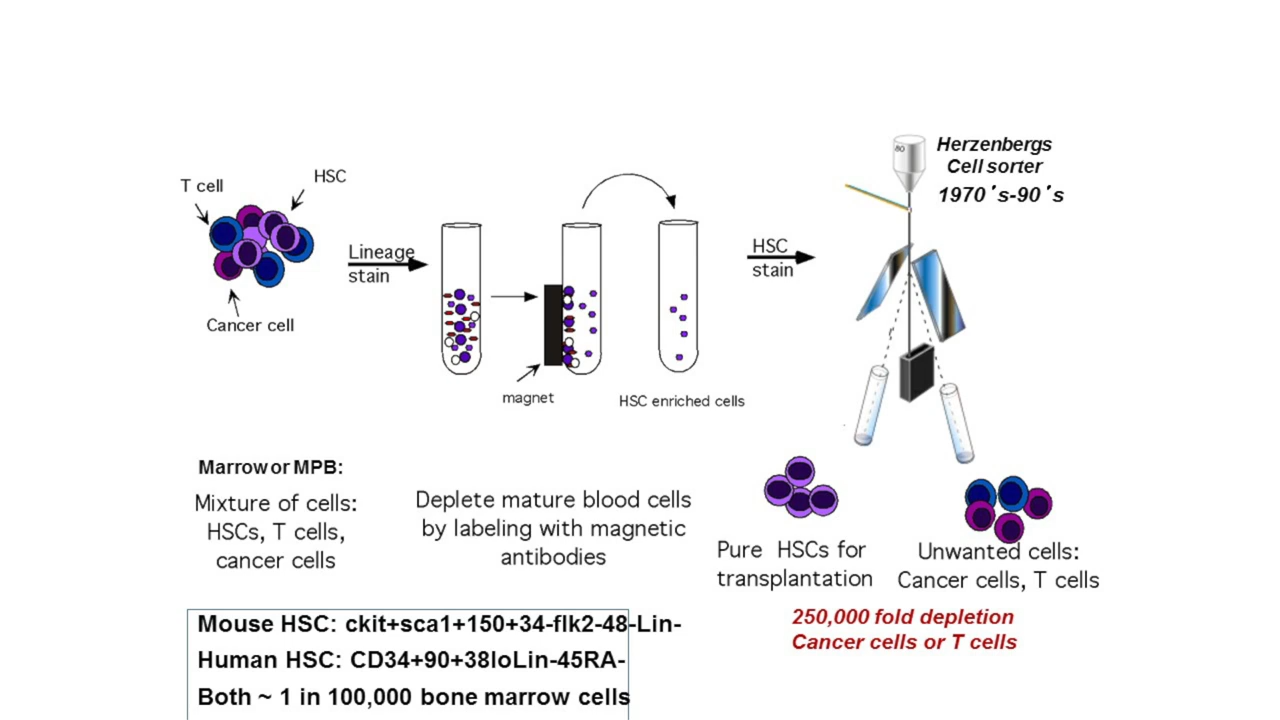 T cell
HSC
Cancer cell
Lineage
stain
magnet
HSC enriched cells
HSC
stain
80
Herzenbergs
Cell sorter
1970´s-90´s
Marrow or MPB:
Mixture of cells:
HSCs, T cells,
cancer cells
Deplete mature blood cells
by labeling with magnetic
antibodies
Pure HSCs for
transplantation
Unwanted cells:
Cancer cells, T cells
250,000 fold depletion
Cancer cells or T cells
Mouse HSC: ckit+sca1+150+34-flk2-48-Lin-
Human HSC: CD34+90+38loLin-45RA-
Both ~ 1 in 100,000 bone marrow cells